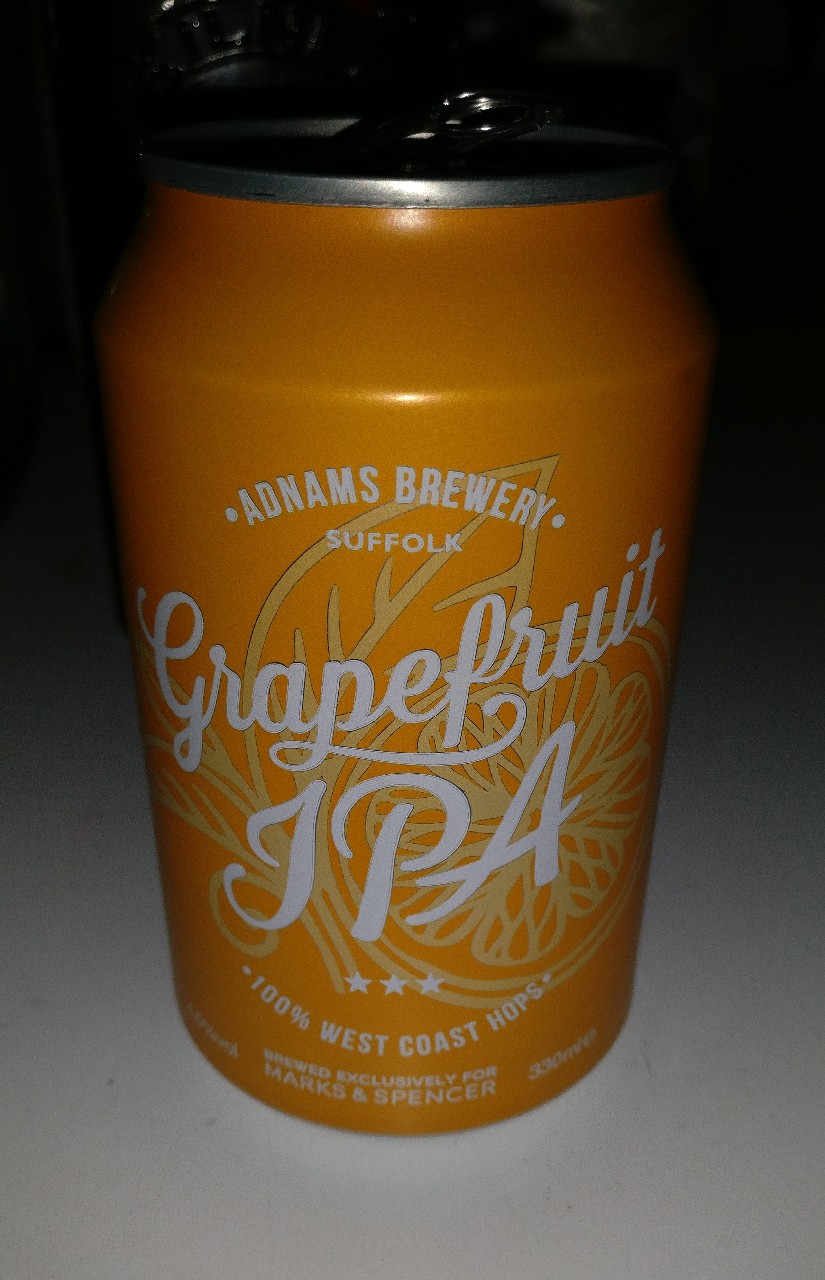 •ADNAMS BREWERY•
SUFFOLK
Grapefruit
IPA
•100% WEST COAST HOPS•
BREWED EXCLUSIVELY FOR
MARKS & SPENCER
330ml e